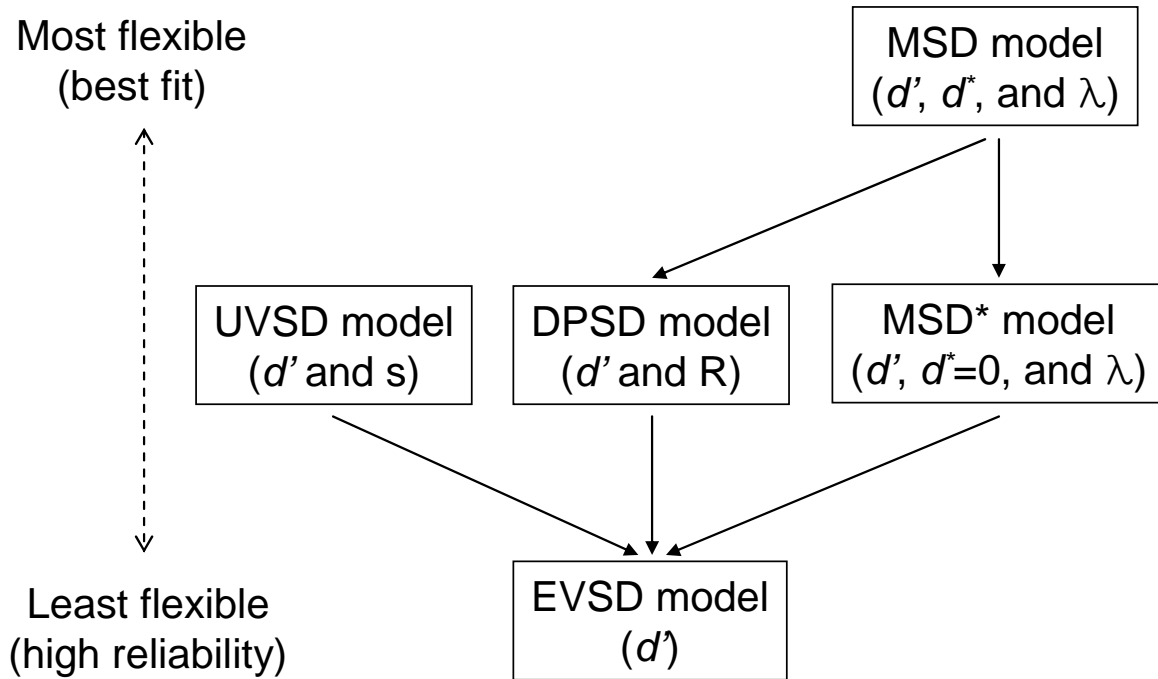 Most flexible
(best fit)
MSD model
(d’, d*, and λ)
UVSD model
(d’ and s)
DPSD model
(d’ and R)
MSD* model
(d’, d*=0, and λ)
Least flexible
(high reliability)
EVSD model
(d’)